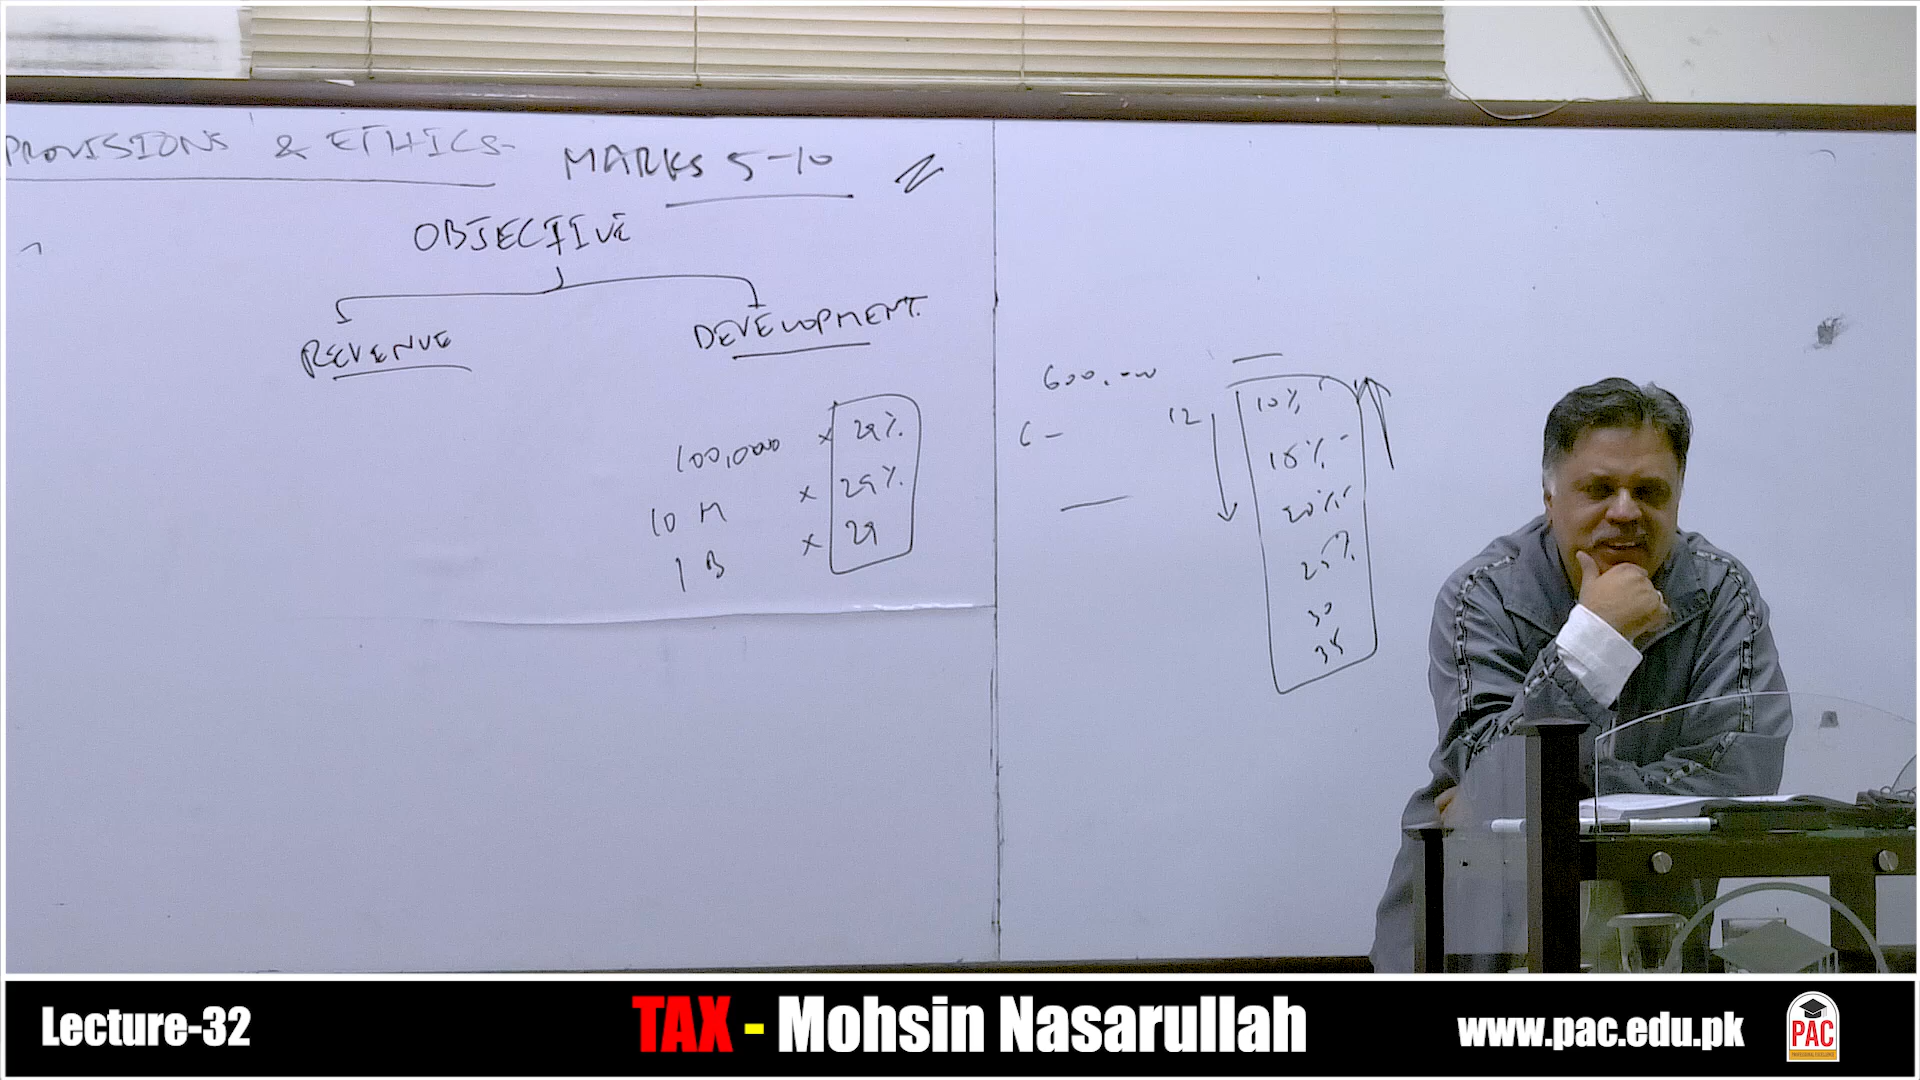 PROVISIONS & ETHICS-
MARKS 5-10
OBJECTIVE
REVENUE
DEVELOPMENT
100,0000 x 29%
10 M x 29%
1 B x 29
600,000
12
10%
15%
20%
25%
30
35
Lecture-32
TAX - Mohsin Nasarullah
www.pac.edu.pk
PAC